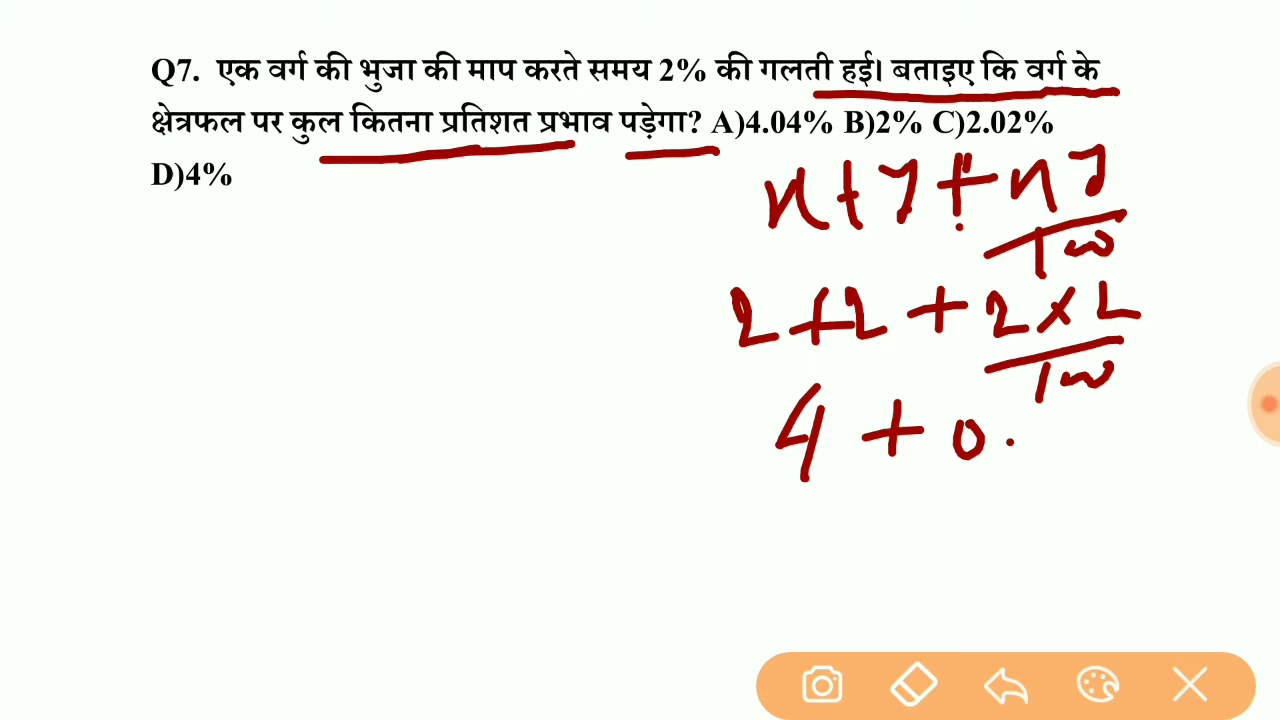 Q7. एक वर्ग की भुजा की माप करते समय 2% की गलती हई। बताइए कि वर्ग के
क्षेत्रफल पर कुल कितना प्रतिशत प्रभाव पड़ेगा? A)4.04% B)2% C)2.02%
D)4%
x + y + xy
100
2 + 2 + 2 × 2
100
4 + 0.